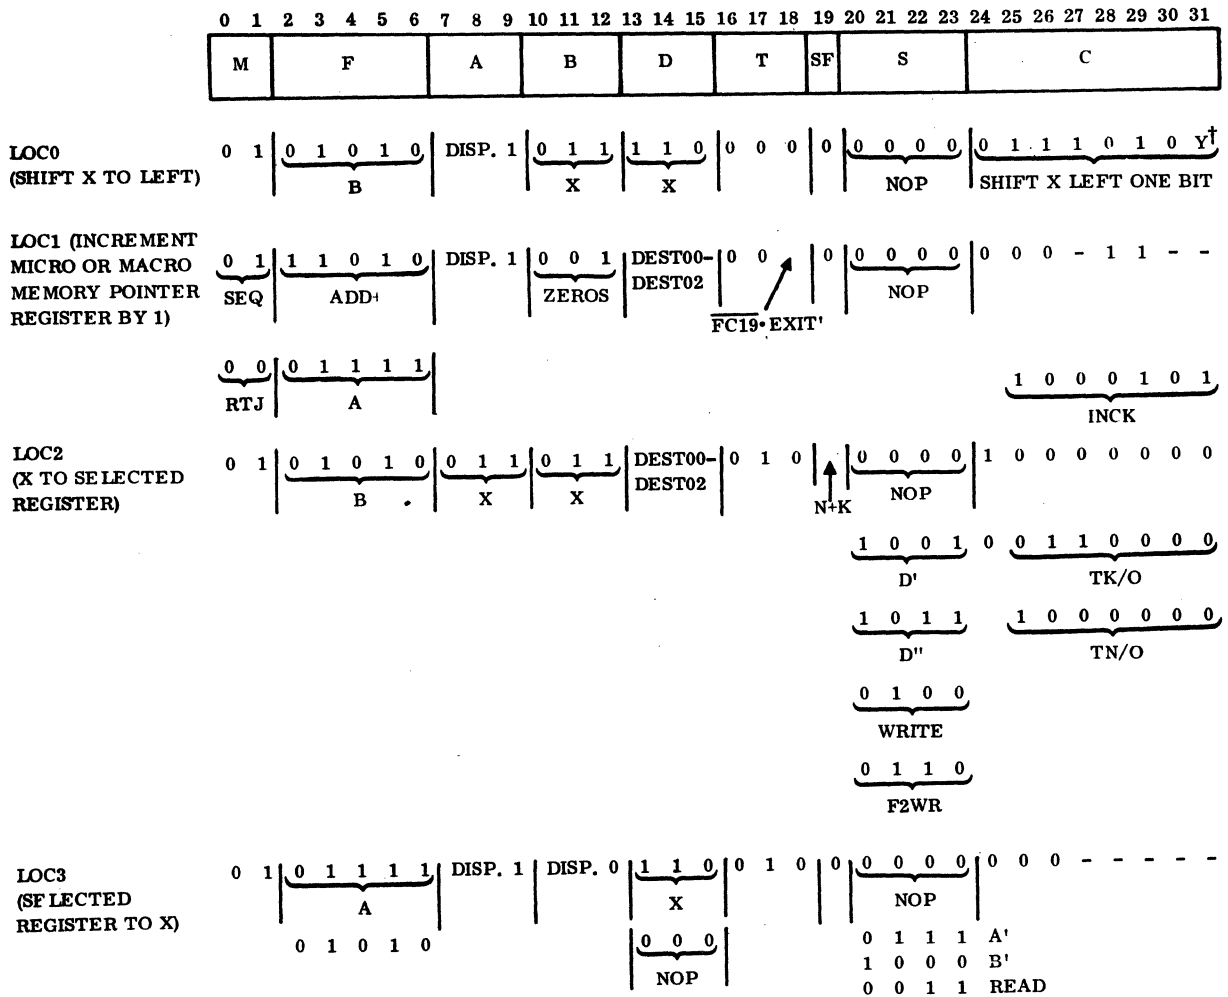 0 1 2 3 4 5 6 7 8 9 10 11 12 13 14 15 16 17 18 19 20 21 22 23 24 25 26 27 28 29 30 31
M F A B D T SF S C
LOC0 0 1 0 1 0 1 0 DISP. 1 0 1 1 1 1 0 0 0 0 0 0 0 0 0 0 1 1 1 0 1 0 Y†
(SHIFT X TO LEFT) B X X NOP SHIFT X LEFT ONE BIT
LOC1 (INCREMENT
MICRO OR MACRO 0 1 1 1 0 1 0 DISP. 1 0 0 1 DEST00- 0 0 0 0 0 0 0 0 0 0 - 1 1 - -
MEMORY POINTER SEQ ADD+ ZEROS DEST02 NOP
REGISTER BY 1) FC19•EXIT'
0 0 0 1 1 1 1 1 0 0 0 1 0 1
RTJ A INCK
LOC2 0 1 0 1 0 1 0 0 1 1 0 1 1 DEST00- 0 1 0 0 0 0 0 1 0 0 0 0 0 0 0
(X TO SELECTED B X X DEST02 NOP
REGISTER) N+K
1 0 0 1 0 0 1 1 0 0 0 0
D' TK/O
1 0 1 1 1 0 0 0 0 0 0
D" TN/O
0 1 0 0
WRITE
0 1 1 0
F2WR
LOC3 0 1 0 1 1 1 1 DISP. 1 DISP. 0 1 1 0 0 1 0 0 0 0 0 0 0 0 0 - - - - -
(SFLECTED A X NOP
REGISTER TO X)
0 1 0 1 0 0 0 0 0 1 1 1 A'
NOP 1 0 0 0 B'
0 0 1 1 READ